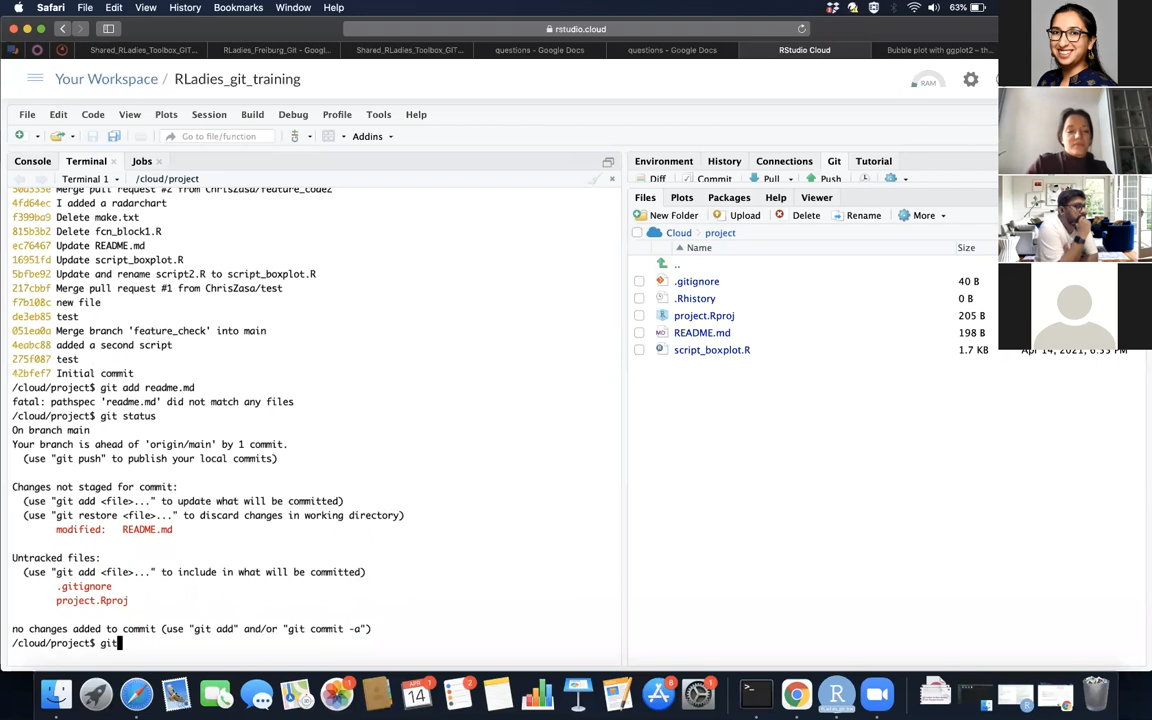 Safari File Edit View History Bookmarks Window Help 63%
rstudio.cloud
Shared_RLadies_Toolbox_GIT... RLadies_Freiburg_Git - Googl... Shared_RLadies_Toolbox_GIT... questions - Google Docs questions - Google Docs RStudio Cloud Bubble plot with ggplot2 – th...
Your Workspace / RLadies_git_training RAM
File Edit Code View Plots Session Build Debug Profile Tools Help
Go to file/function Addins
Console Terminal Jobs
Terminal 1 /cloud/project
Merge pull request #2 from ChrisZasa/feature_code2
4fd64ec I added a radarchart
f399ba9 Delete make.txt
815b3b2 Delete fcn_block1.R
ec76467 Update README.md
16951fd Update script_boxplot.R
5bfbe92 Update and rename script2.R to script_boxplot.R
217cbbf Merge pull request #1 from ChrisZasa/test
f7b108c new file
de3eb85 test
051ea0a Merge branch 'feature_check' into main
4eabc88 added a second script
275f087 test
42bfef7 Initial commit
/cloud/project$ git add readme.md
fatal: pathspec 'readme.md' did not match any files
/cloud/project$ git status
On branch main
Your branch is ahead of 'origin/main' by 1 commit.
(use "git push" to publish your local commits)
Changes not staged for commit:
(use "git add <file>..." to update what will be committed)
(use "git restore <file>..." to discard changes in working directory)
modified: README.md
Untracked files:
(use "git add <file>..." to include in what will be committed)
.gitignore
project.Rproj
no changes added to commit (use "git add" and/or "git commit -a")
/cloud/project$ git
Environment History Connections Git Tutorial
Diff Commit Pull Push
Files Plots Packages Help Viewer
New Folder Upload Delete Rename More
Cloud project
Name Size
..
.gitignore 40 B
.Rhistory 0 B
project.Rproj 205 B
README.md 198 B
script_boxplot.R 1.7 KB Apr 14, 2021, 6:35 PM
APR
14
1
2
8
1